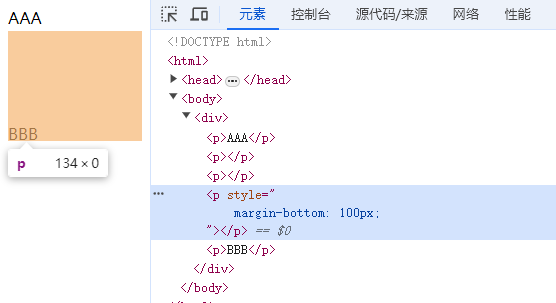 AAA
BBB
p 134 × 0
元素 控制台 源代码/来源 网络 性能
<!DOCTYPE html>
<html>
<head> ••• </head>
<body>
<div>
<p>AAA</p>
<p></p>
<p></p>
••• <p style="
margin-bottom: 100px;
"></p> == $0
<p>BBB</p>
</div>
</body>